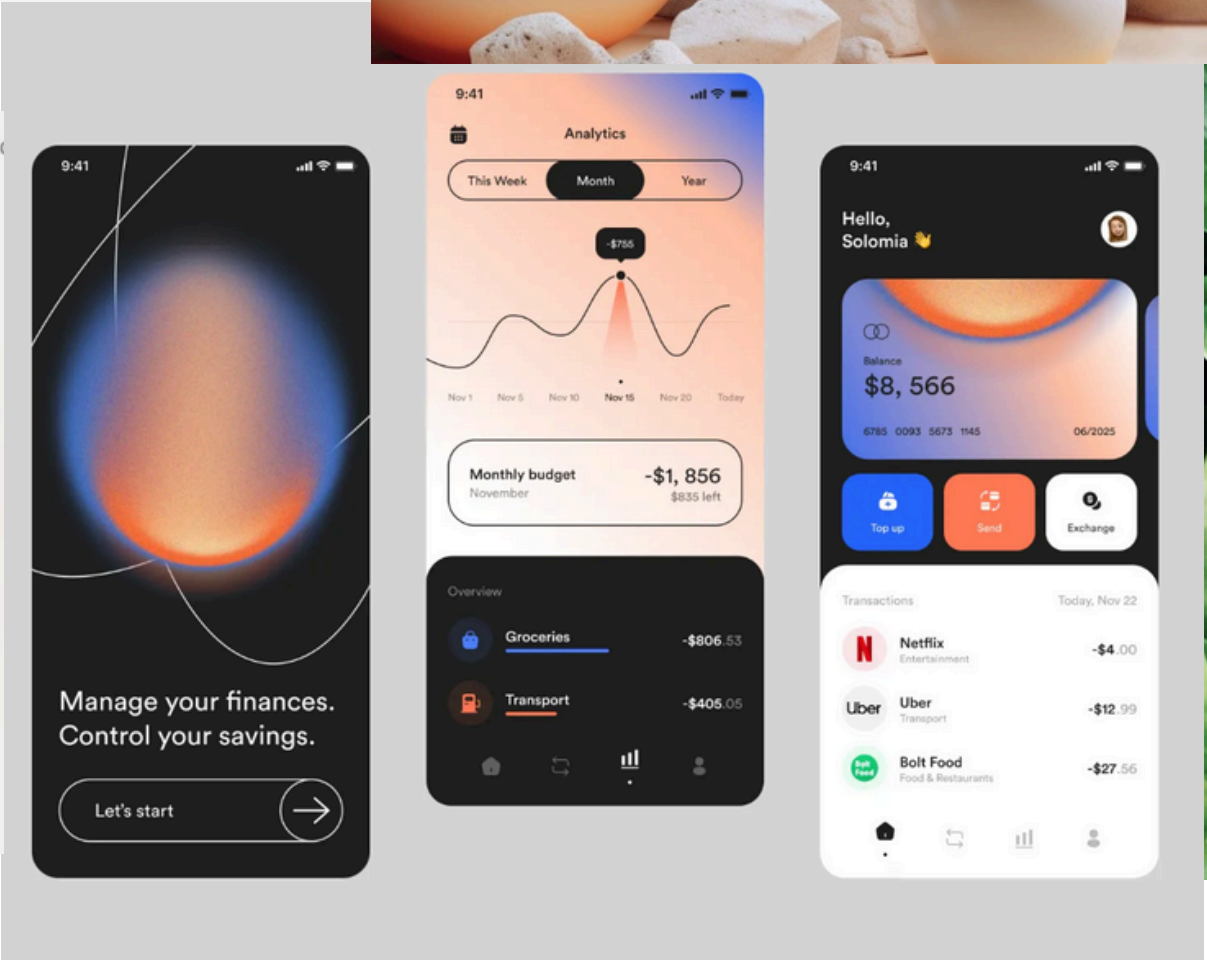 9:41
Manage your finances.
Control your savings.
Let's start
9:41
Analytics
This Week Month Year
-$755
Nov 1 Nov 5 Nov 10 Nov 15 Nov 20 Today
Monthly budget -$1, 856
November $835 left
Overview
Groceries -$806.53
Transport -$405.05
9:41
Hello,
Solomia 👋
Balance
$8, 566
6785 0093 5673 1145 06/2025
Top up Send Exchange
Transactions Today, Nov 22
N Netflix -$4.00
Entertainment
Uber Uber -$12.99
Transport
Bolt Food Bolt Food -$27.56
Food & Restaurants